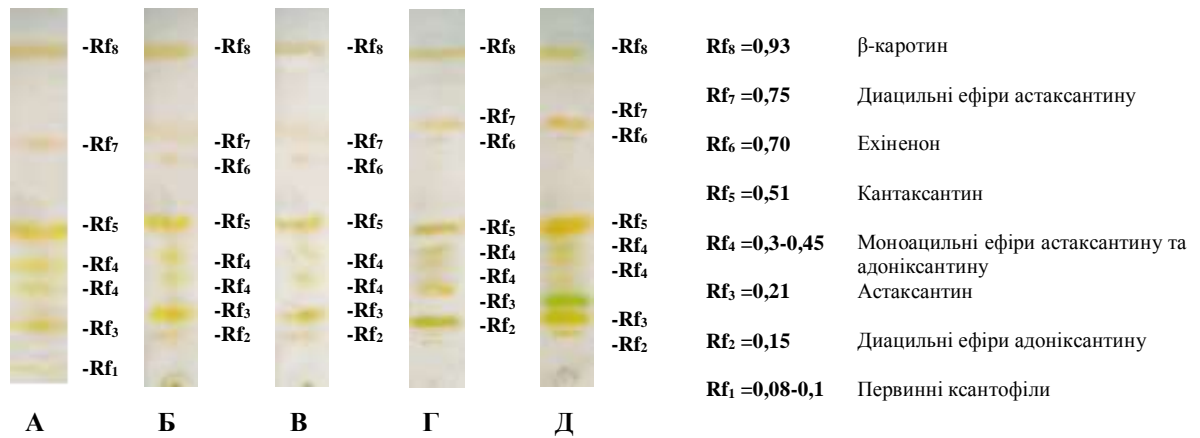 -Rf₈ -Rf₈ -Rf₈ -Rf₈ -Rf₈ Rf₈ =0,93 β-каротин
-Rf₇ -Rf₇ -Rf₇ -Rf₇ -Rf₇ Rf₇ =0,75 Диацильні ефіри астаксантину
-Rf₆ -Rf₆ -Rf₆ -Rf₆ Rf₆ =0,70 Ехіненон
-Rf₅ -Rf₅ -Rf₅ -Rf₅ -Rf₅ Rf₅ =0,51 Кантаксантин
-Rf₄ -Rf₄ -Rf₄ -Rf₄ -Rf₄ Rf₄ =0,3-0,45 Моноацильні ефіри астаксантину та
адоніксантину
-Rf₄ -Rf₄ -Rf₄ -Rf₄ -Rf₄
-Rf₃ -Rf₃ -Rf₃ -Rf₃ -Rf₃ Rf₃ =0,21 Астаксантин
-Rf₂ -Rf₂ -Rf₂ -Rf₂ Rf₂ =0,15 Диацильні ефіри адоніксантину
-Rf₁ Rf₁ =0,08-0,1 Первинні ксантофіли
А Б В Г Д